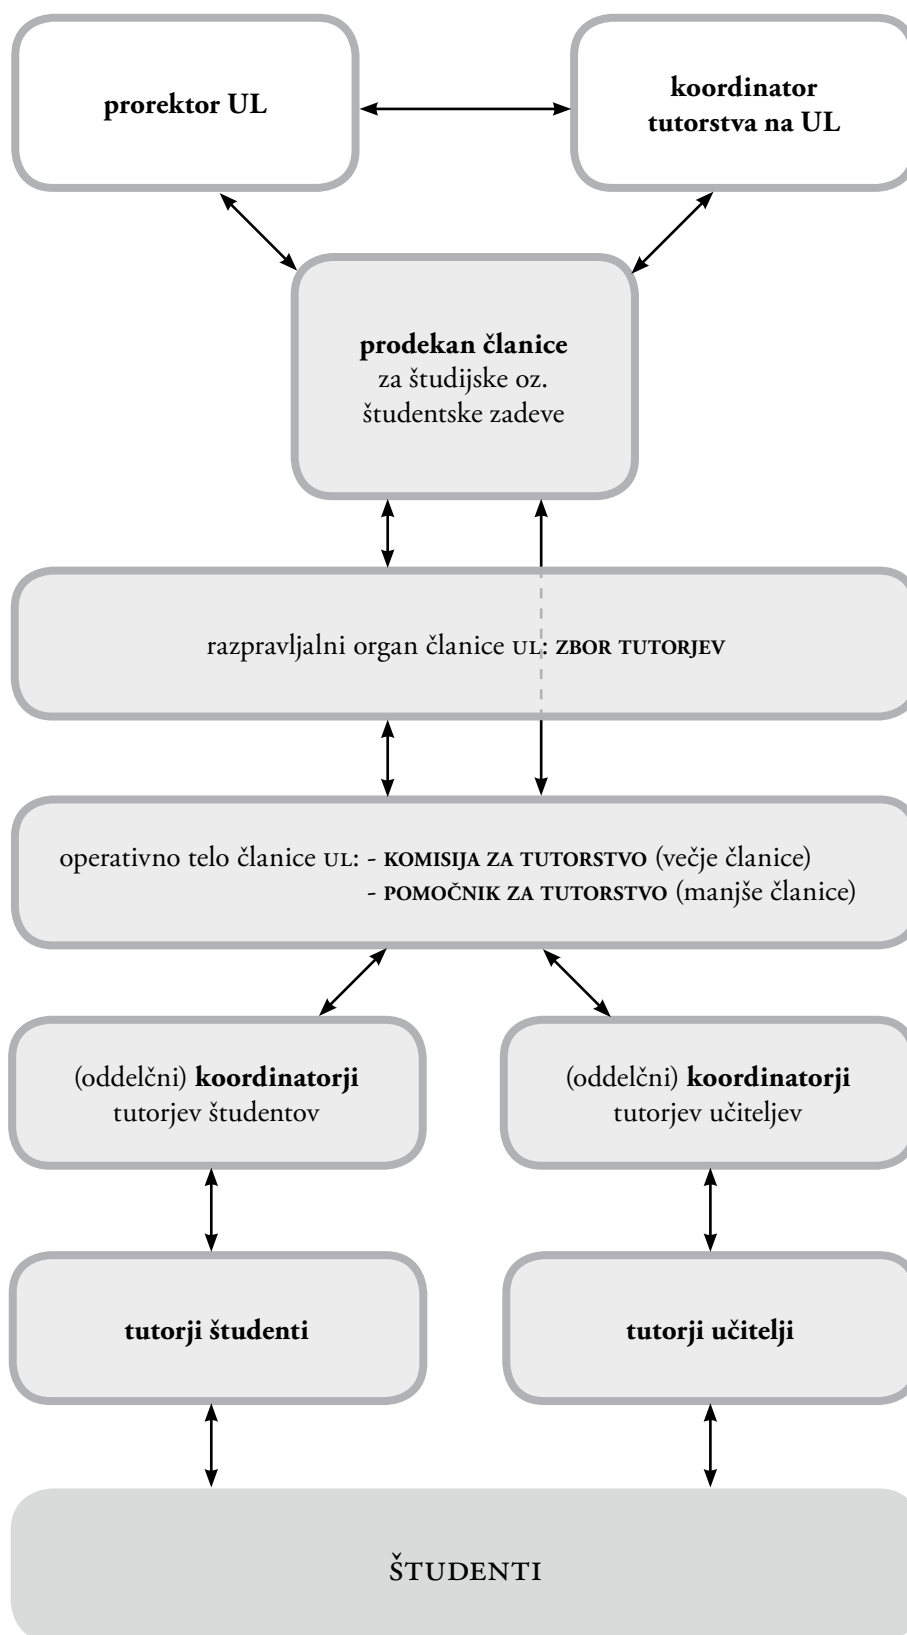 prorektor UL
koordinator
tutorstva na UL
prodekan članice
za študijske oz.
študentske zadeve
razpravljalni organ članice UL: ZBOR TUTORJEV
operativno telo članice UL: - KOMISIJA ZA TUTORSTVO (večje članice)
- POMOČNIK ZA TUTORSTVO (manjše članice)
(oddelčni) koordinatorji
tutorjev študentov
(oddelčni) koordinatorji
tutorjev učiteljev
tutorji študenti
tutorji učitelji
ŠTUDENTI